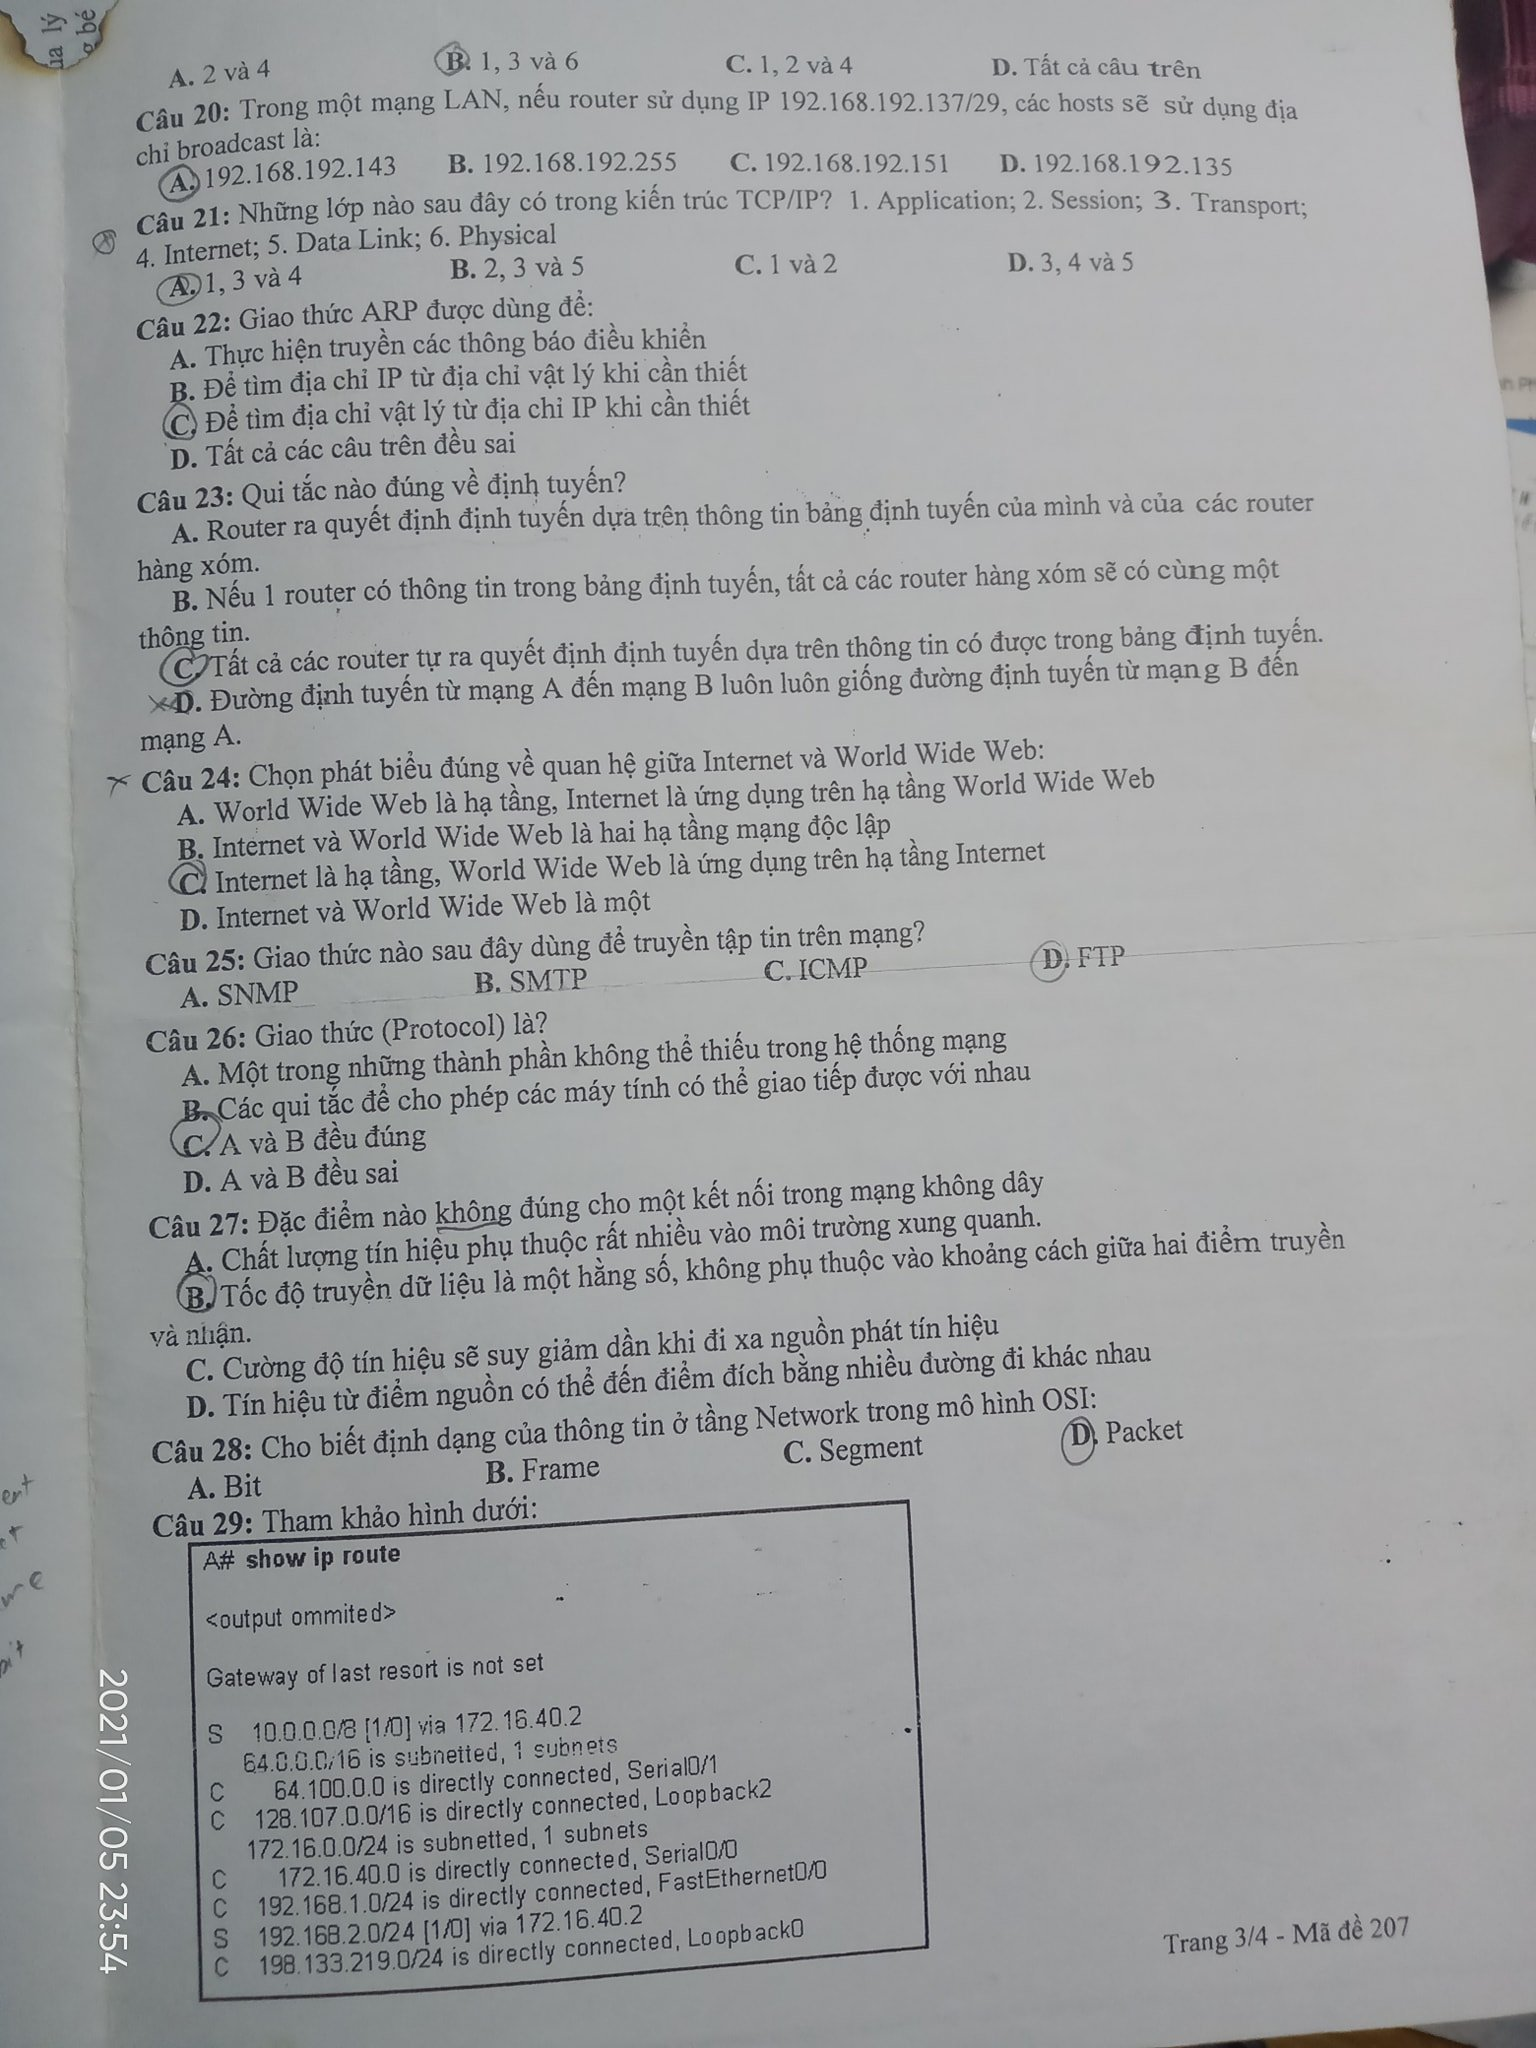 A. 2 và 4 B. 1, 3 và 6 C. 1, 2 và 4 D. Tất cả câu trên
Câu 20: Trong một mạng LAN, nếu router sử dụng IP 192.168.192.137/29, các hosts sẽ sử dụng địa
chỉ broadcast là:
A. 192.168.192.143 B. 192.168.192.255 C. 192.168.192.151 D. 192.168.192.135
Câu 21: Những lớp nào sau đây có trong kiến trúc TCP/IP? 1. Application; 2. Session; 3. Transport;
4. Internet; 5. Data Link; 6. Physical
A. 1, 3 và 4 B. 2, 3 và 5 C. 1 và 2 D. 3, 4 và 5
Câu 22: Giao thức ARP được dùng để:
A. Thực hiện truyền các thông báo điều khiển
B. Để tìm địa chỉ IP từ địa chỉ vật lý khi cần thiết
C. Để tìm địa chỉ vật lý từ địa chỉ IP khi cần thiết
D. Tất cả các câu trên đều sai
Câu 23: Qui tắc nào đúng về định tuyến?
A. Router ra quyết định định tuyến dựa trên thông tin bảng định tuyến của mình và của các router
hàng xóm.
B. Nếu 1 router có thông tin trong bảng định tuyến, tất cả các router hàng xóm sẽ có cùng một
thông tin.
C. Tất cả các router tự ra quyết định định tuyến dựa trên thông tin có được trong bảng định tuyến.
D. Đường định tuyến từ mạng A đến mạng B luôn luôn giống đường định tuyến từ mạng B đến
mạng A.
Câu 24: Chọn phát biểu đúng về quan hệ giữa Internet và World Wide Web:
A. World Wide Web là hạ tầng, Internet là ứng dụng trên hạ tầng World Wide Web
B. Internet và World Wide Web là hai hạ tầng mạng độc lập
C. Internet là hạ tầng, World Wide Web là ứng dụng trên hạ tầng Internet
D. Internet và World Wide Web là một
Câu 25: Giao thức nào sau đây dùng để truyền tập tin trên mạng?
A. SNMP B. SMTP C. ICMP D. FTP
Câu 26: Giao thức (Protocol) là?
A. Một trong những thành phần không thể thiếu trong hệ thống mạng
B. Các qui tắc để cho phép các máy tính có thể giao tiếp được với nhau
C. A và B đều đúng
D. A và B đều sai
Câu 27: Đặc điểm nào không đúng cho một kết nối trong mạng không dây
A. Chất lượng tín hiệu phụ thuộc rất nhiều vào môi trường xung quanh.
B. Tốc độ truyền dữ liệu là một hằng số, không phụ thuộc vào khoảng cách giữa hai điểm truyền
và nhận.
C. Cường độ tín hiệu sẽ suy giảm dần khi đi xa nguồn phát tín hiệu
D. Tín hiệu từ điểm nguồn có thể đến điểm đích bằng nhiều đường đi khác nhau
Câu 28: Cho biết định dạng của thông tin ở tầng Network trong mô hình OSI:
A. Bit B. Frame C. Segment D. Packet
Câu 29: Tham khảo hình dưới:
A# show ip route
<output ommited>
Gateway of last resort is not set
S 10.0.0.0/8 [1/0] via 172.16.40.2
64.0.0.0/16 is subnetted, 1 subnets
C 64.100.0.0 is directly connected, Serial0/1
C 128.107.0.0/16 is directly connected, Loopback2
172.16.0.0/24 is subnetted, 1 subnets
C 172.16.40.0 is directly connected, Serial0/0
C 192.168.1.0/24 is directly connected, FastEthernet0/0
S 192.168.2.0/24 [1/0] via 172.16.40.2
C 198.133.219.0/24 is directly connected, Loopback0
Trang 3/4 - Mã đề 207
2021/01/05 23:54